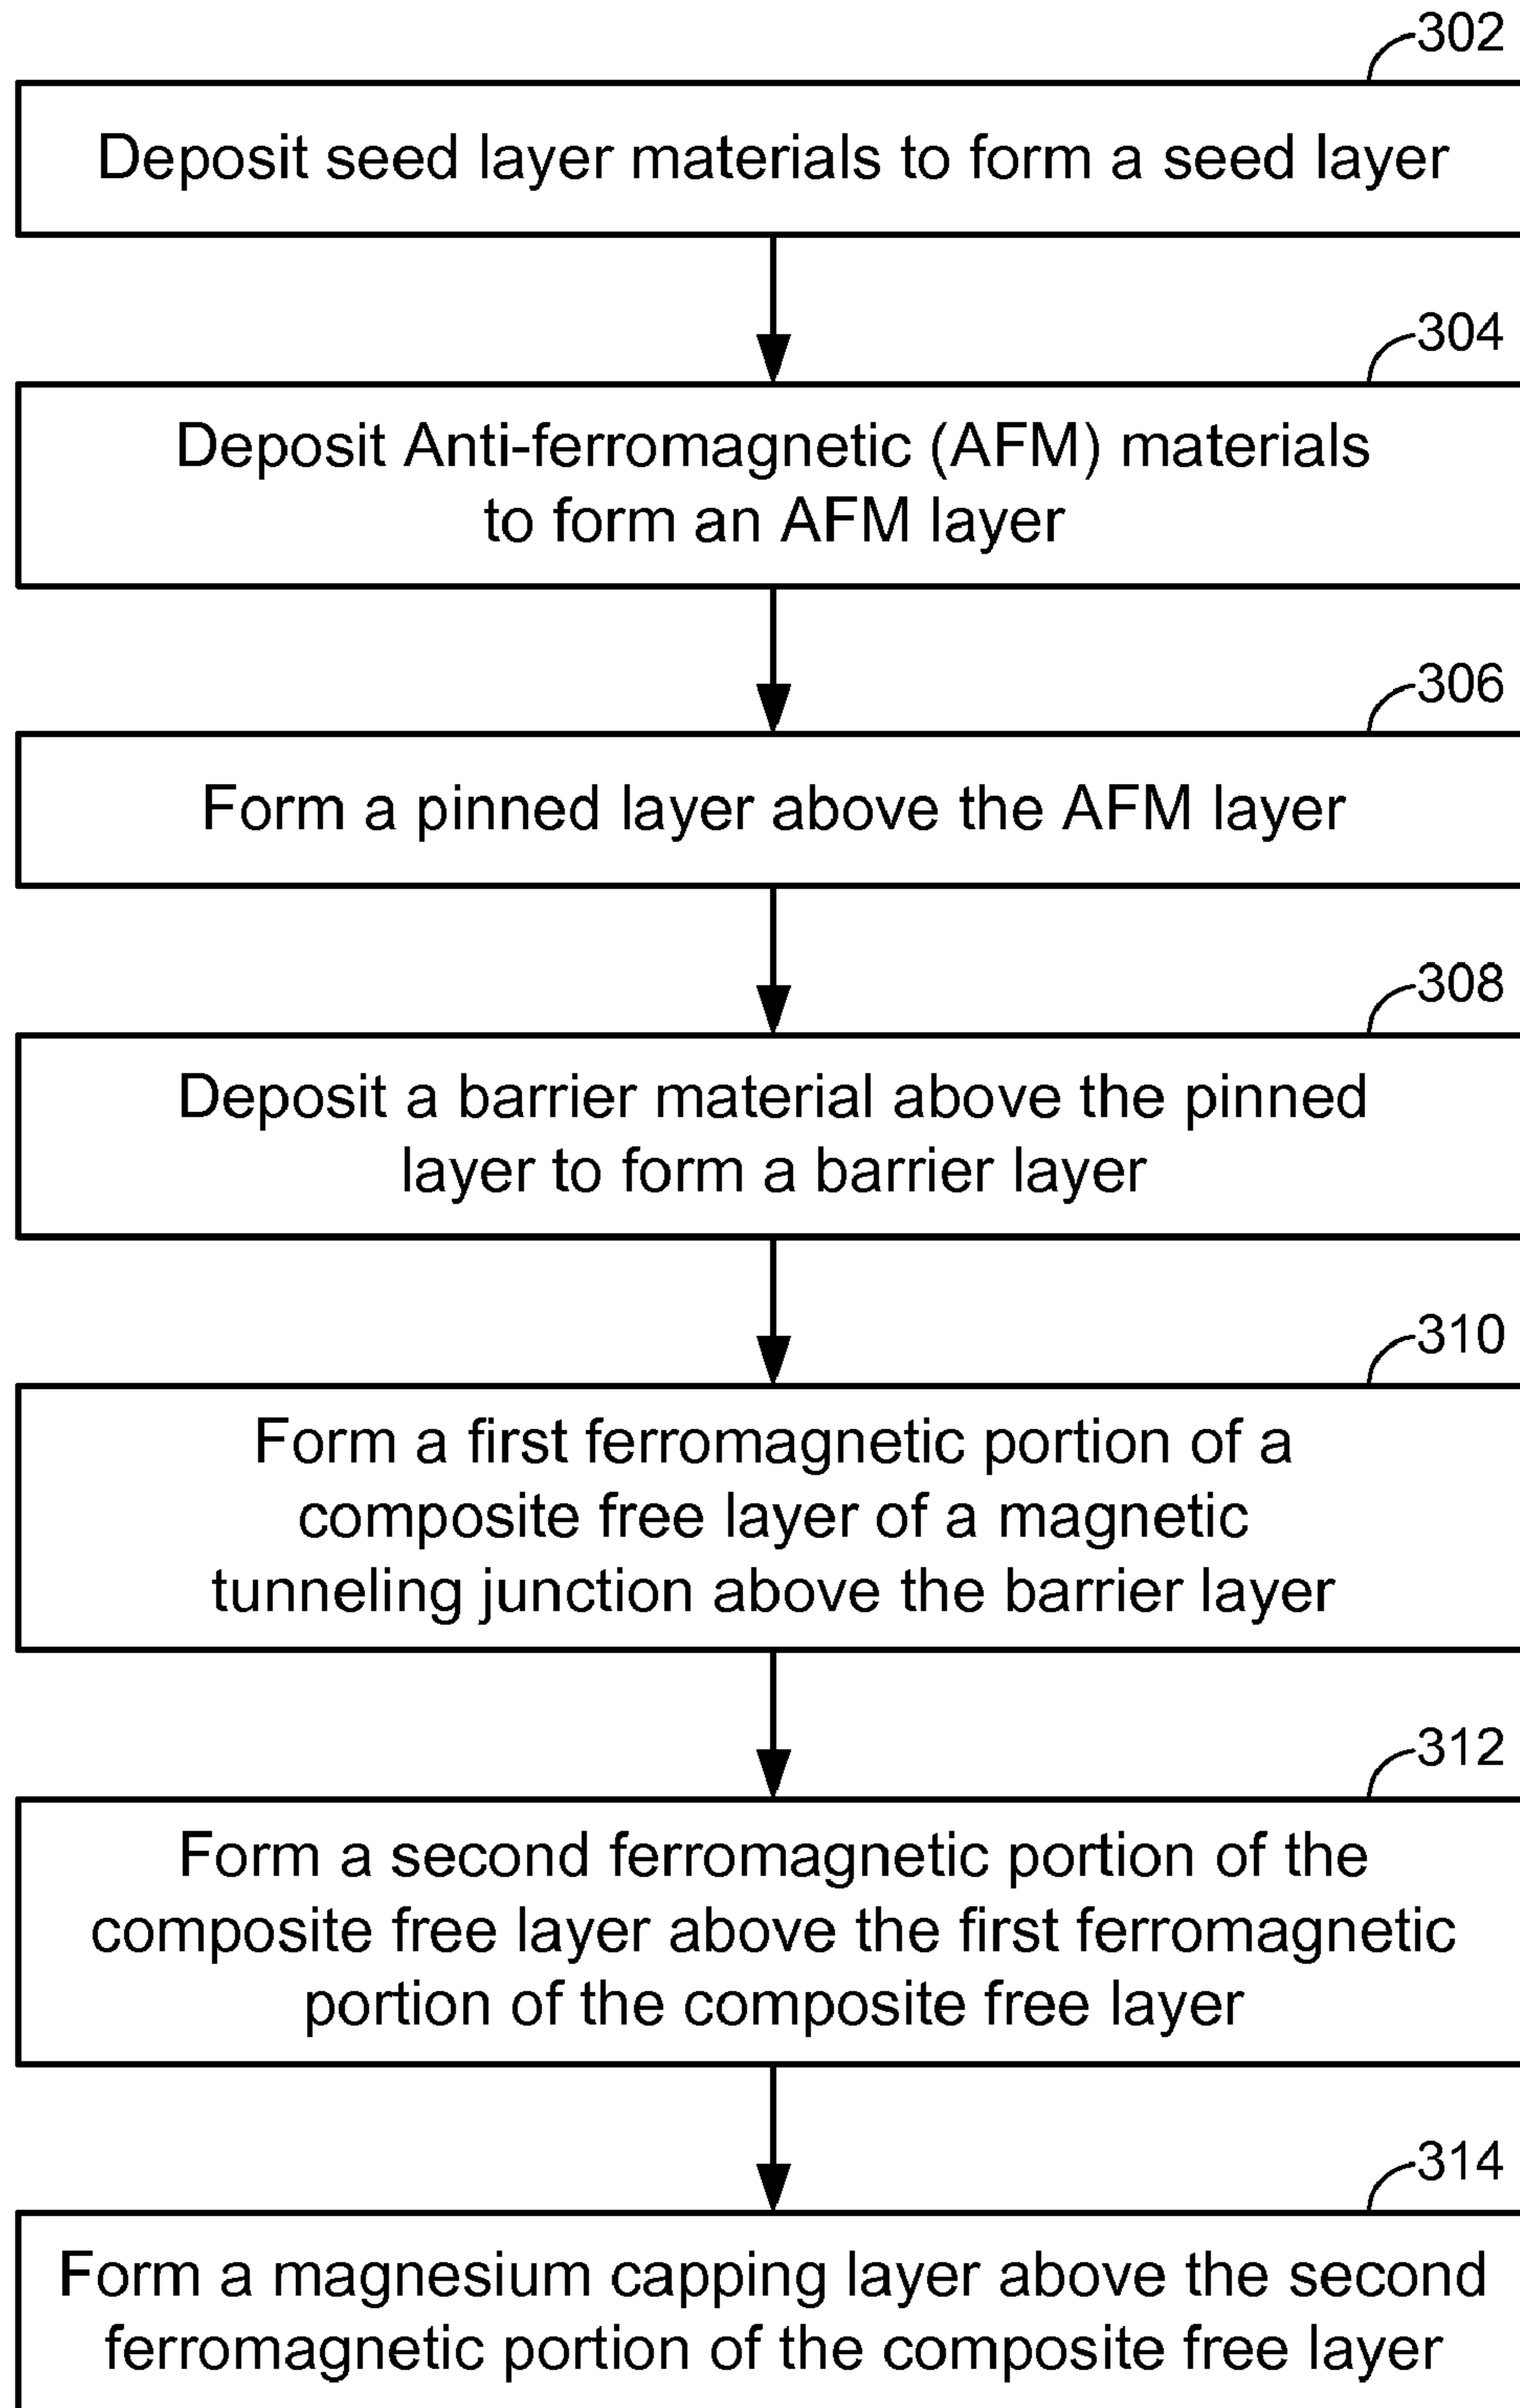 302
Deposit seed layer materials to form a seed layer
304
Deposit Anti-ferromagnetic (AFM) materials
to form an AFM layer
306
Form a pinned layer above the AFM layer
308
Deposit a barrier material above the pinned
layer to form a barrier layer
310
Form a first ferromagnetic portion of a
composite free layer of a magnetic
tunneling junction above the barrier layer
312
Form a second ferromagnetic portion of the
composite free layer above the first ferromagnetic
portion of the composite free layer
314
Form a magnesium capping layer above the second
ferromagnetic portion of the composite free layer